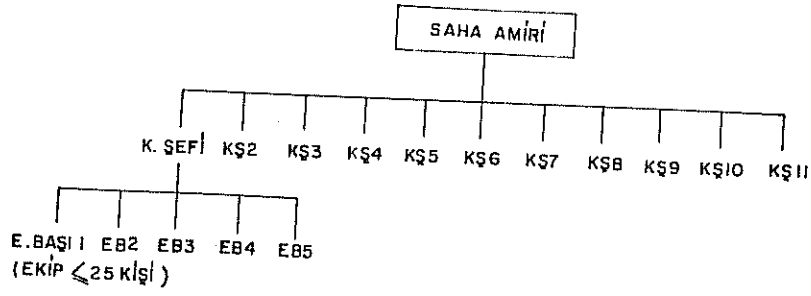 SAHA AMİRİ
K. ŞEFİ KŞ2 KŞ3 KŞ4 KŞ5 KŞ6 KŞ7 KŞ8 KŞ9 KŞ10 KŞ11
E.BAŞI 1 EB2 EB3 EB4 EB5
(EKİP ⩽25 KİŞİ)